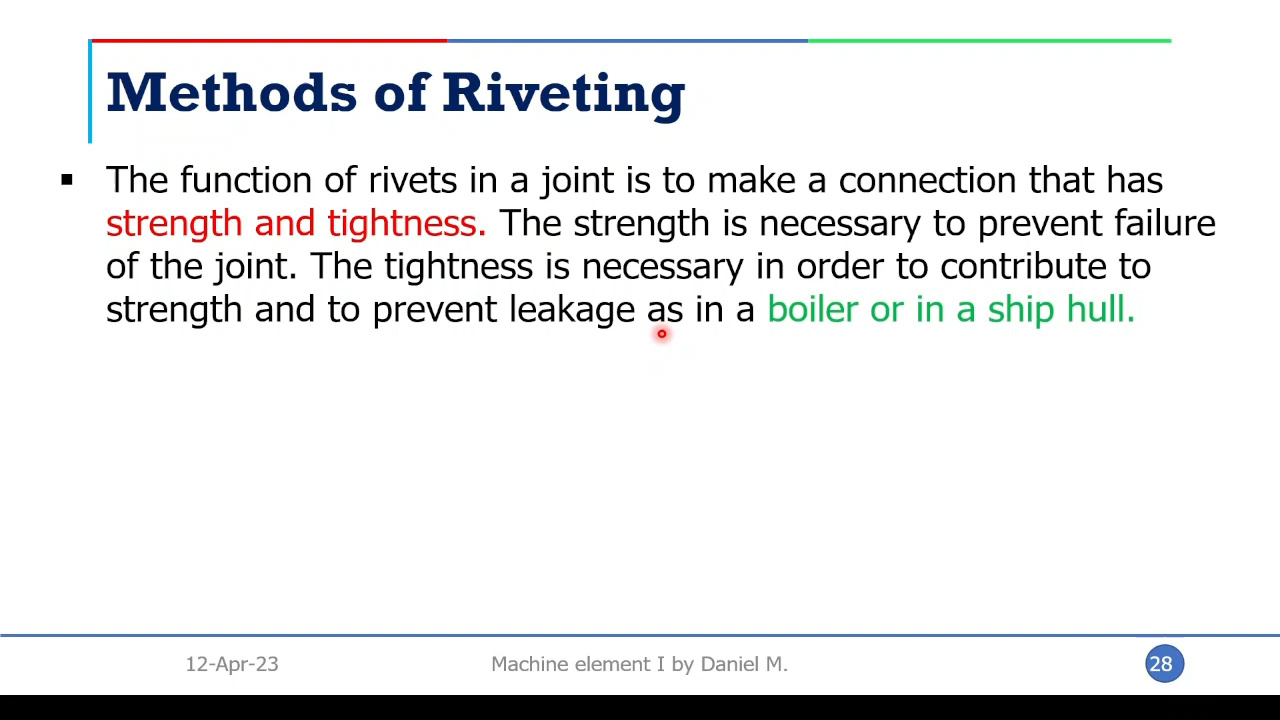 Methods of Riveting
▪ The function of rivets in a joint is to make a connection that has
strength and tightness. The strength is necessary to prevent failure
of the joint. The tightness is necessary in order to contribute to
strength and to prevent leakage as in a boiler or in a ship hull.
12-Apr-23
Machine element I by Daniel M.
28